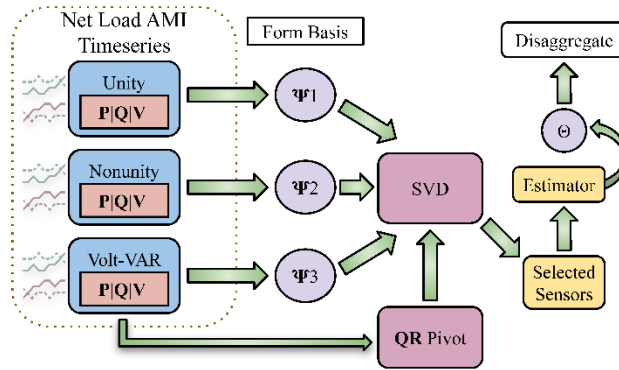 Net Load AMI
Timeseries
Form Basis
Disaggregate
Unity
P|Q|V
Ψ1
Θ
Nonunity
P|Q|V
Ψ2
SVD
Estimator
Volt-VAR
P|Q|V
Ψ3
Selected
Sensors
QR Pivot